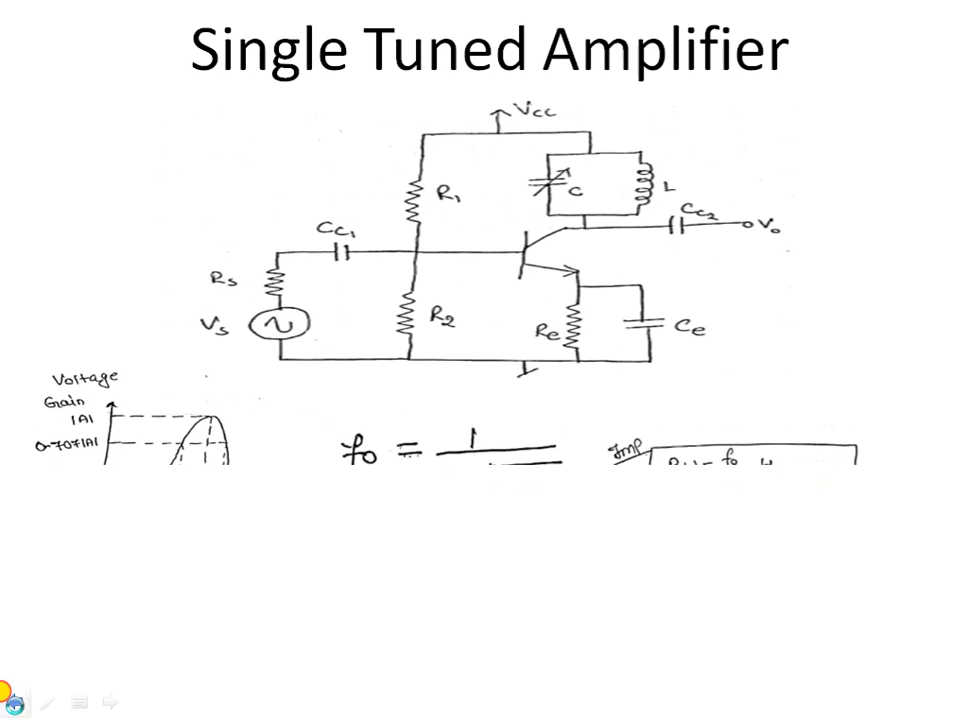 Single Tuned Amplifier
Vcc
R1
C
L
Cc2
Vo
Cc1
Rs
Vs
R2
Re
Ce
Voltage
Gain
|A|
0.707|A|
fo = 1
Imp